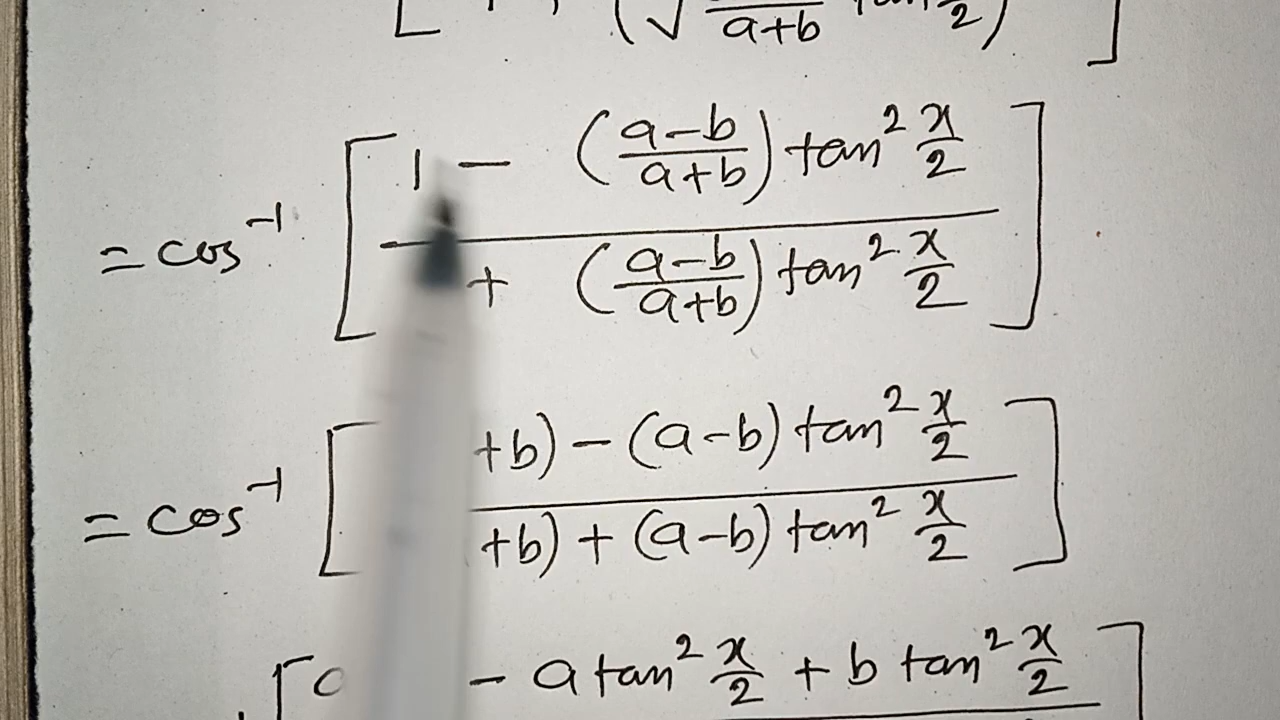 (√ a+b tan x/2)
= cos⁻¹ [ 1 − ((a−b)/(a+b)) tan² x/2 / + ((a−b)/(a+b)) tan² x/2 ]
= cos⁻¹ [ +b) − (a−b) tan² x/2 / +b) + (a−b) tan² x/2 ]
[ − a tan² x/2 + b tan² x/2 ]